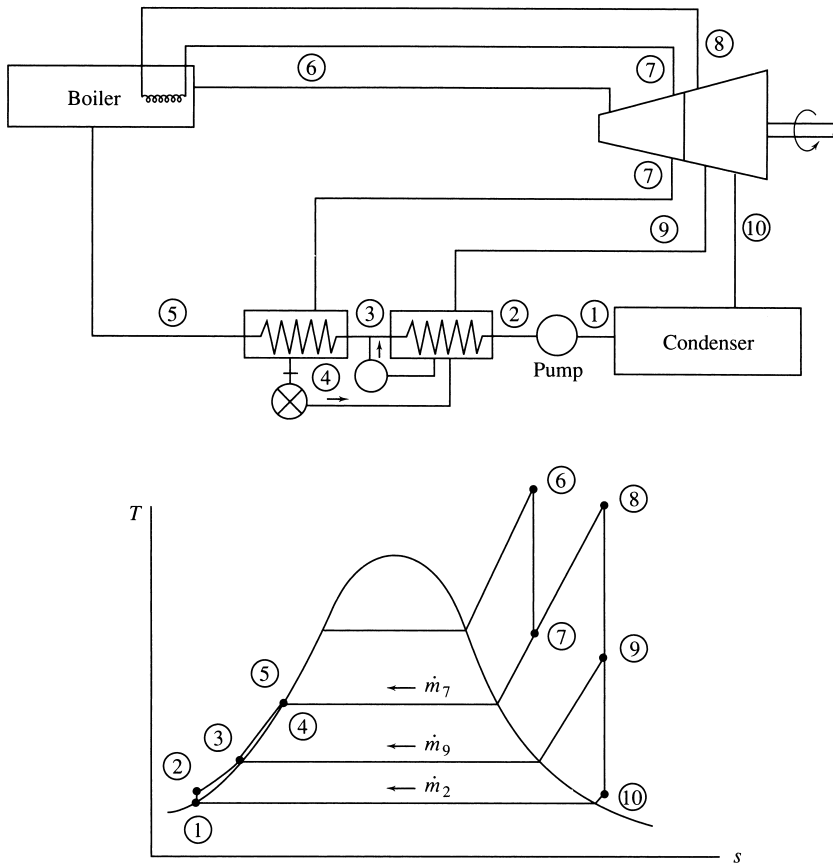 ⑧
⑥
⑦
Boiler
⑦
⑨
⑩
⑤
③
②
①
Condenser
④
Pump
T
⑥
⑧
⑦
⑨
⑤
ṁ₇
④
③
ṁ₉
②
ṁ₂
⑩
①
s